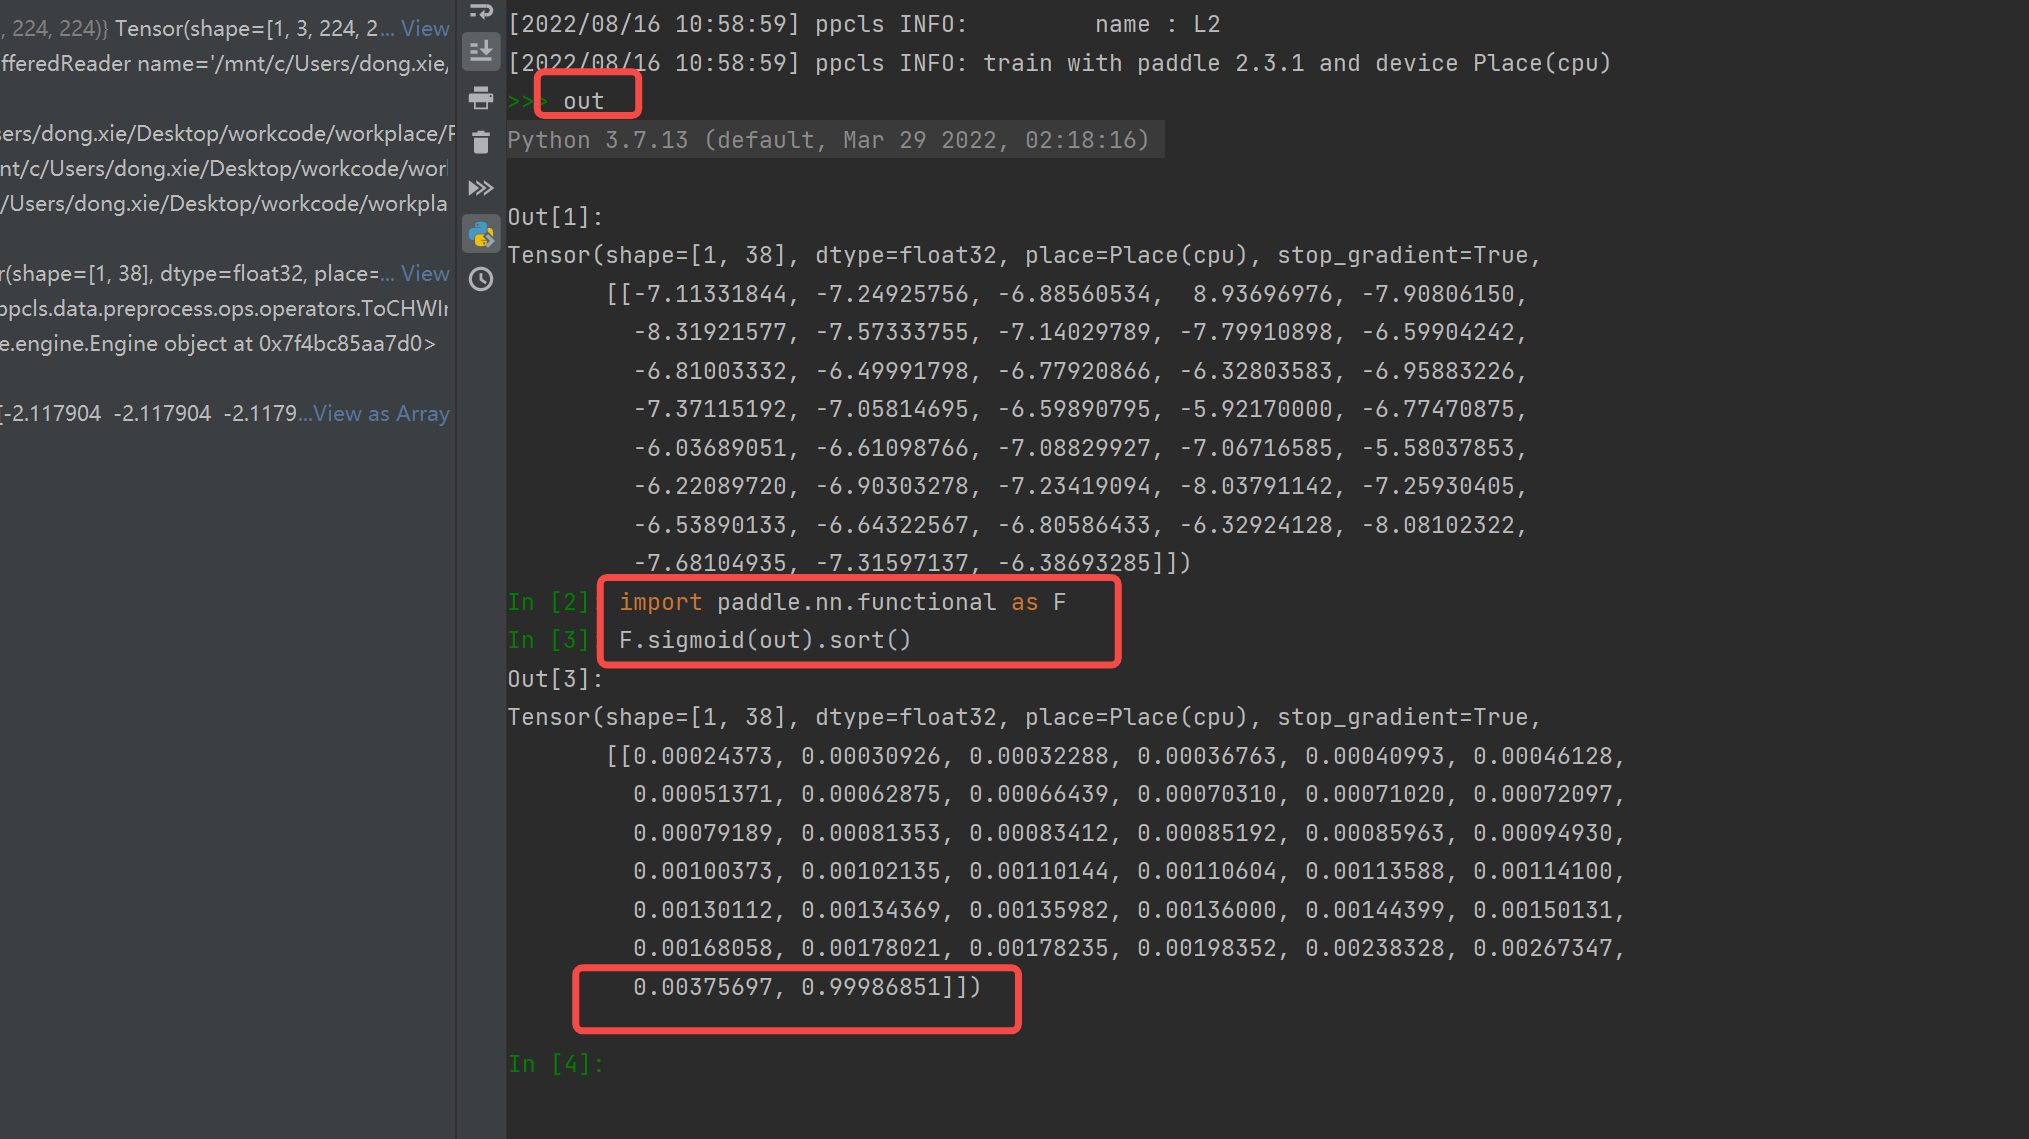 , 224, 224)} Tensor(shape=[1, 3, 224, 2... View
fferedReader name='/mnt/c/Users/dong.xie/
sers/dong.xie/Desktop/workcode/workplace/P
nt/c/Users/dong.xie/Desktop/workcode/work
/Users/dong.xie/Desktop/workcode/workpla
r(shape=[1, 38], dtype=float32, place=... View
ppcls.data.preprocess.ops.operators.ToCHWIm
e.engine.Engine object at 0x7f4bc85aa7d0>
[-2.117904 -2.117904 -2.1179...View as Array
[2022/08/16 10:58:59] ppcls INFO:         name : L2
[2022/08/16 10:58:59] ppcls INFO: train with paddle 2.3.1 and device Place(cpu)
>>> out
Python 3.7.13 (default, Mar 29 2022, 02:18:16)
Out[1]:
Tensor(shape=[1, 38], dtype=float32, place=Place(cpu), stop_gradient=True,
[[-7.11331844, -7.24925756, -6.88560534,  8.93696976, -7.90806150,
-8.31921577, -7.57333755, -7.14029789, -7.79910898, -6.59904242,
-6.81003332, -6.49991798, -6.77920866, -6.32803583, -6.95883226,
-7.37115192, -7.05814695, -6.59890795, -5.92170000, -6.77470875,
-6.03689051, -6.61098766, -7.08829927, -7.06716585, -5.58037853,
-6.22089720, -6.90303278, -7.23419094, -8.03791142, -7.25930405,
-6.53890133, -6.64322567, -6.80586433, -6.32924128, -8.08102322,
-7.68104935, -7.31597137, -6.38693285]])
In [2]: import paddle.nn.functional as F
In [3]: F.sigmoid(out).sort()
Out[3]:
Tensor(shape=[1, 38], dtype=float32, place=Place(cpu), stop_gradient=True,
[[0.00024373, 0.00030926, 0.00032288, 0.00036763, 0.00040993, 0.00046128,
0.00051371, 0.00062875, 0.00066439, 0.00070310, 0.00071020, 0.00072097,
0.00079189, 0.00081353, 0.00083412, 0.00085192, 0.00085963, 0.00094930,
0.00100373, 0.00102135, 0.00110144, 0.00110604, 0.00113588, 0.00114100,
0.00130112, 0.00134369, 0.00135982, 0.00136000, 0.00144399, 0.00150131,
0.00168058, 0.00178021, 0.00178235, 0.00198352, 0.00238328, 0.00267347,
0.00375697, 0.99986851]])
In [4]: